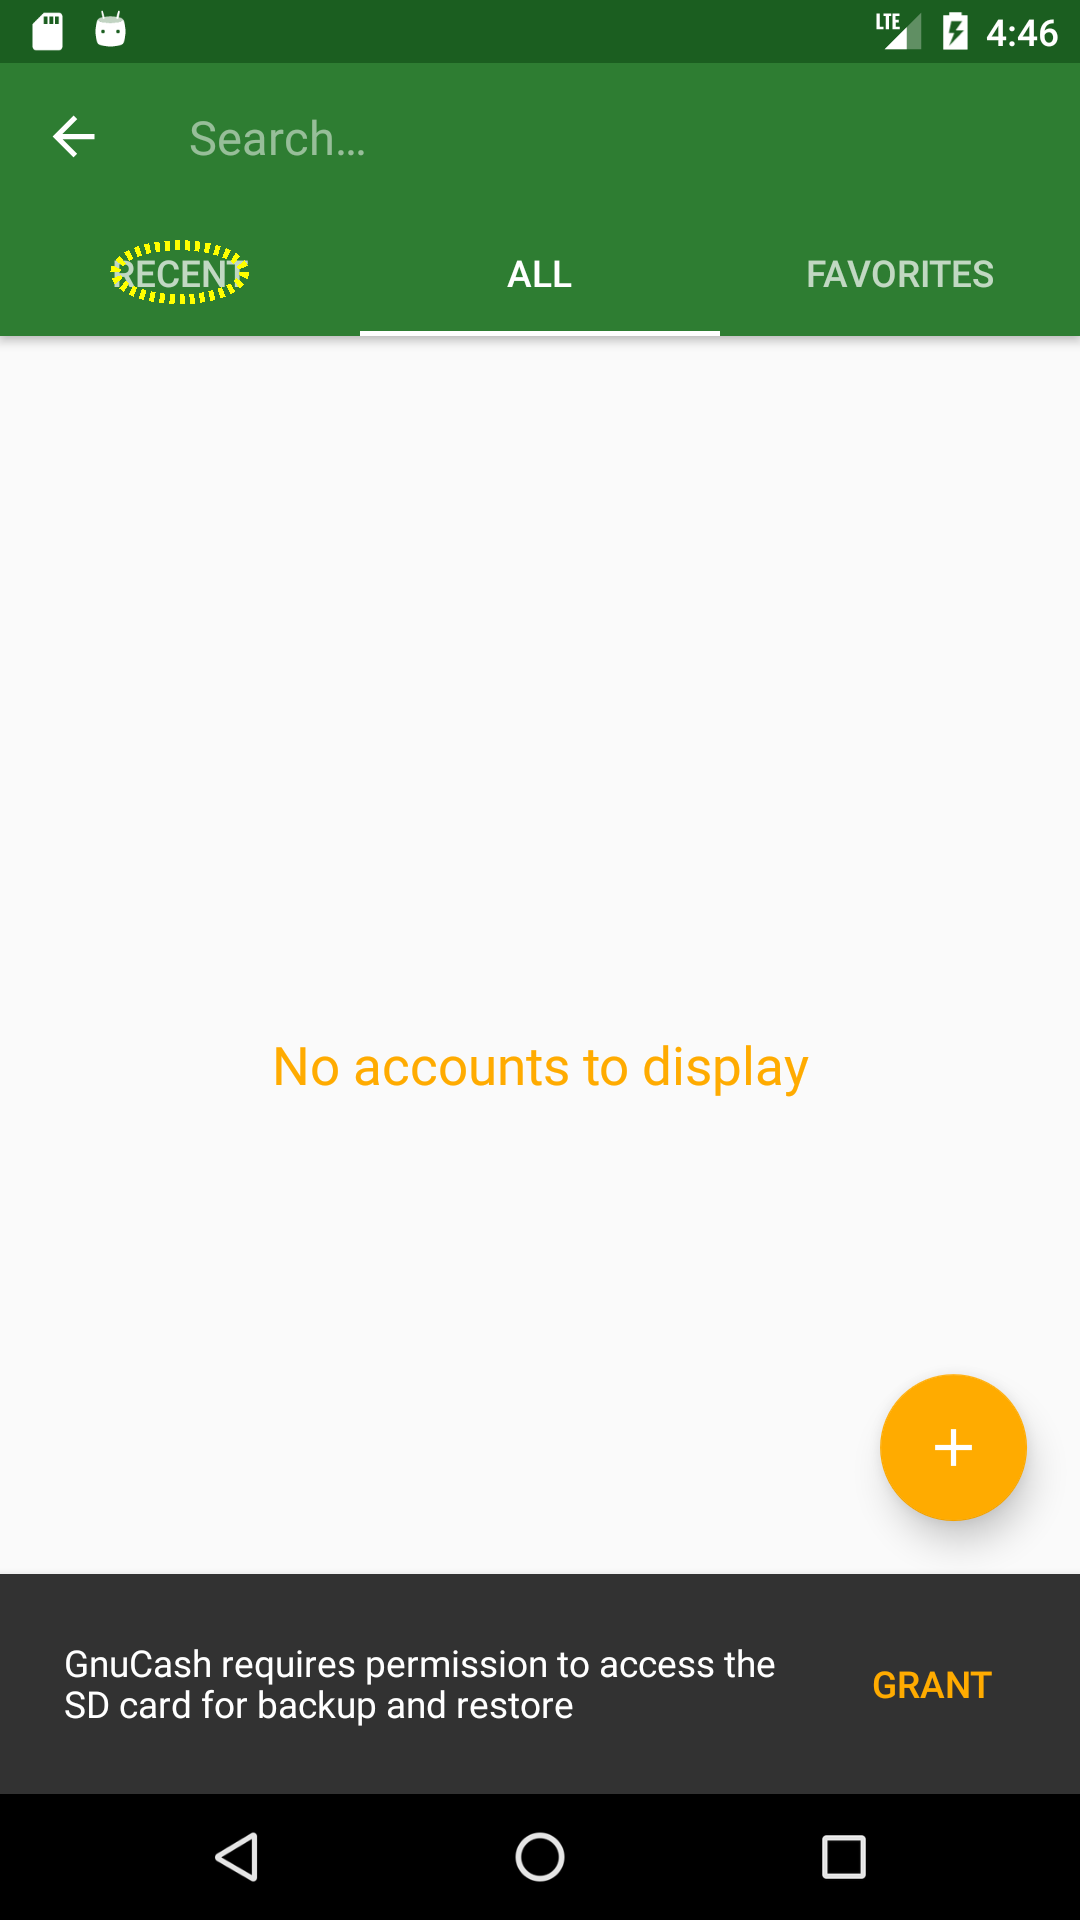 LTE 4:46
Search...
RECENT ALL FAVORITES
No accounts to display
GnuCash requires permission to access the
SD card for backup and restore
GRANT